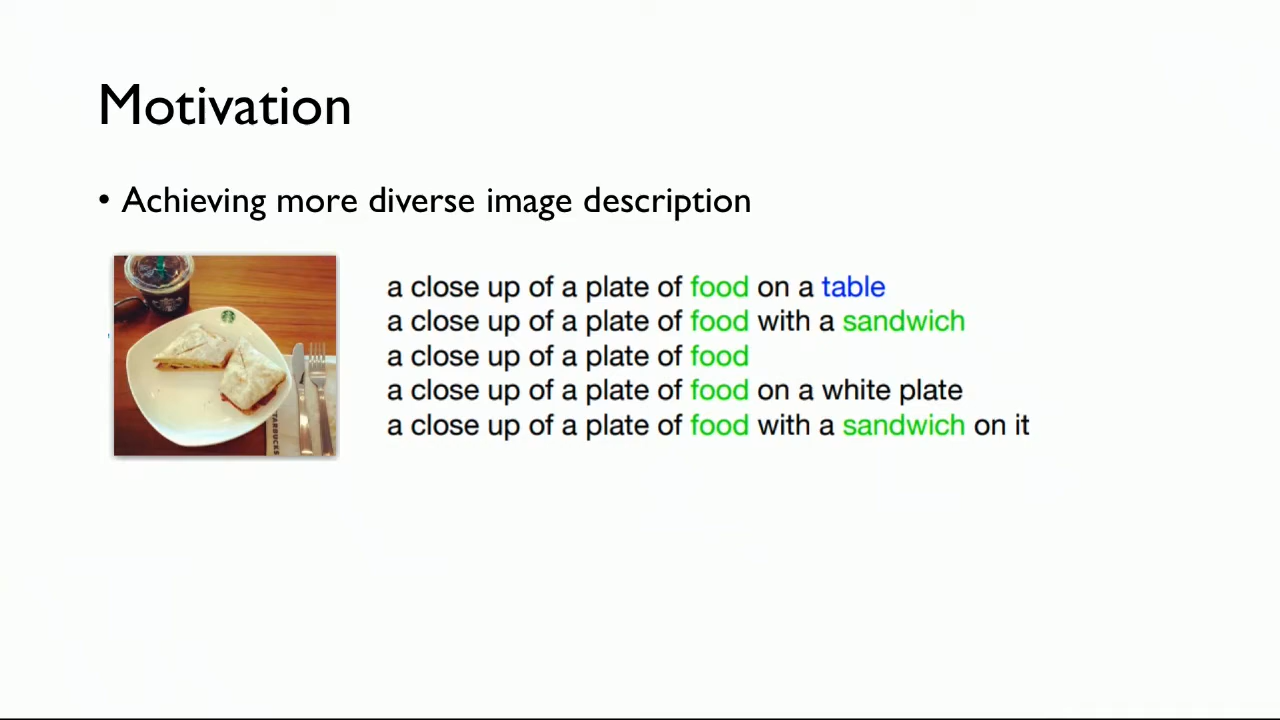 Motivation
• Achieving more diverse image description
a close up of a plate of food on a table
a close up of a plate of food with a sandwich
a close up of a plate of food
a close up of a plate of food on a white plate
a close up of a plate of food with a sandwich on it
STARBUCKS